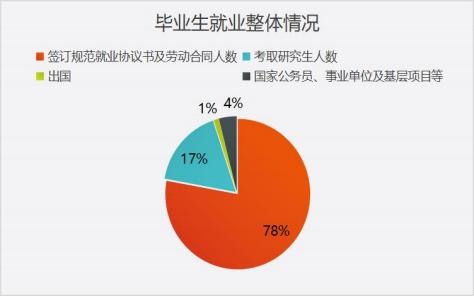 毕业生就业整体情况
签订规范就业协议书及劳动合同人数 考取研究生人数
出国 国家公务员、事业单位及基层项目等
1% 4%
17%
78%